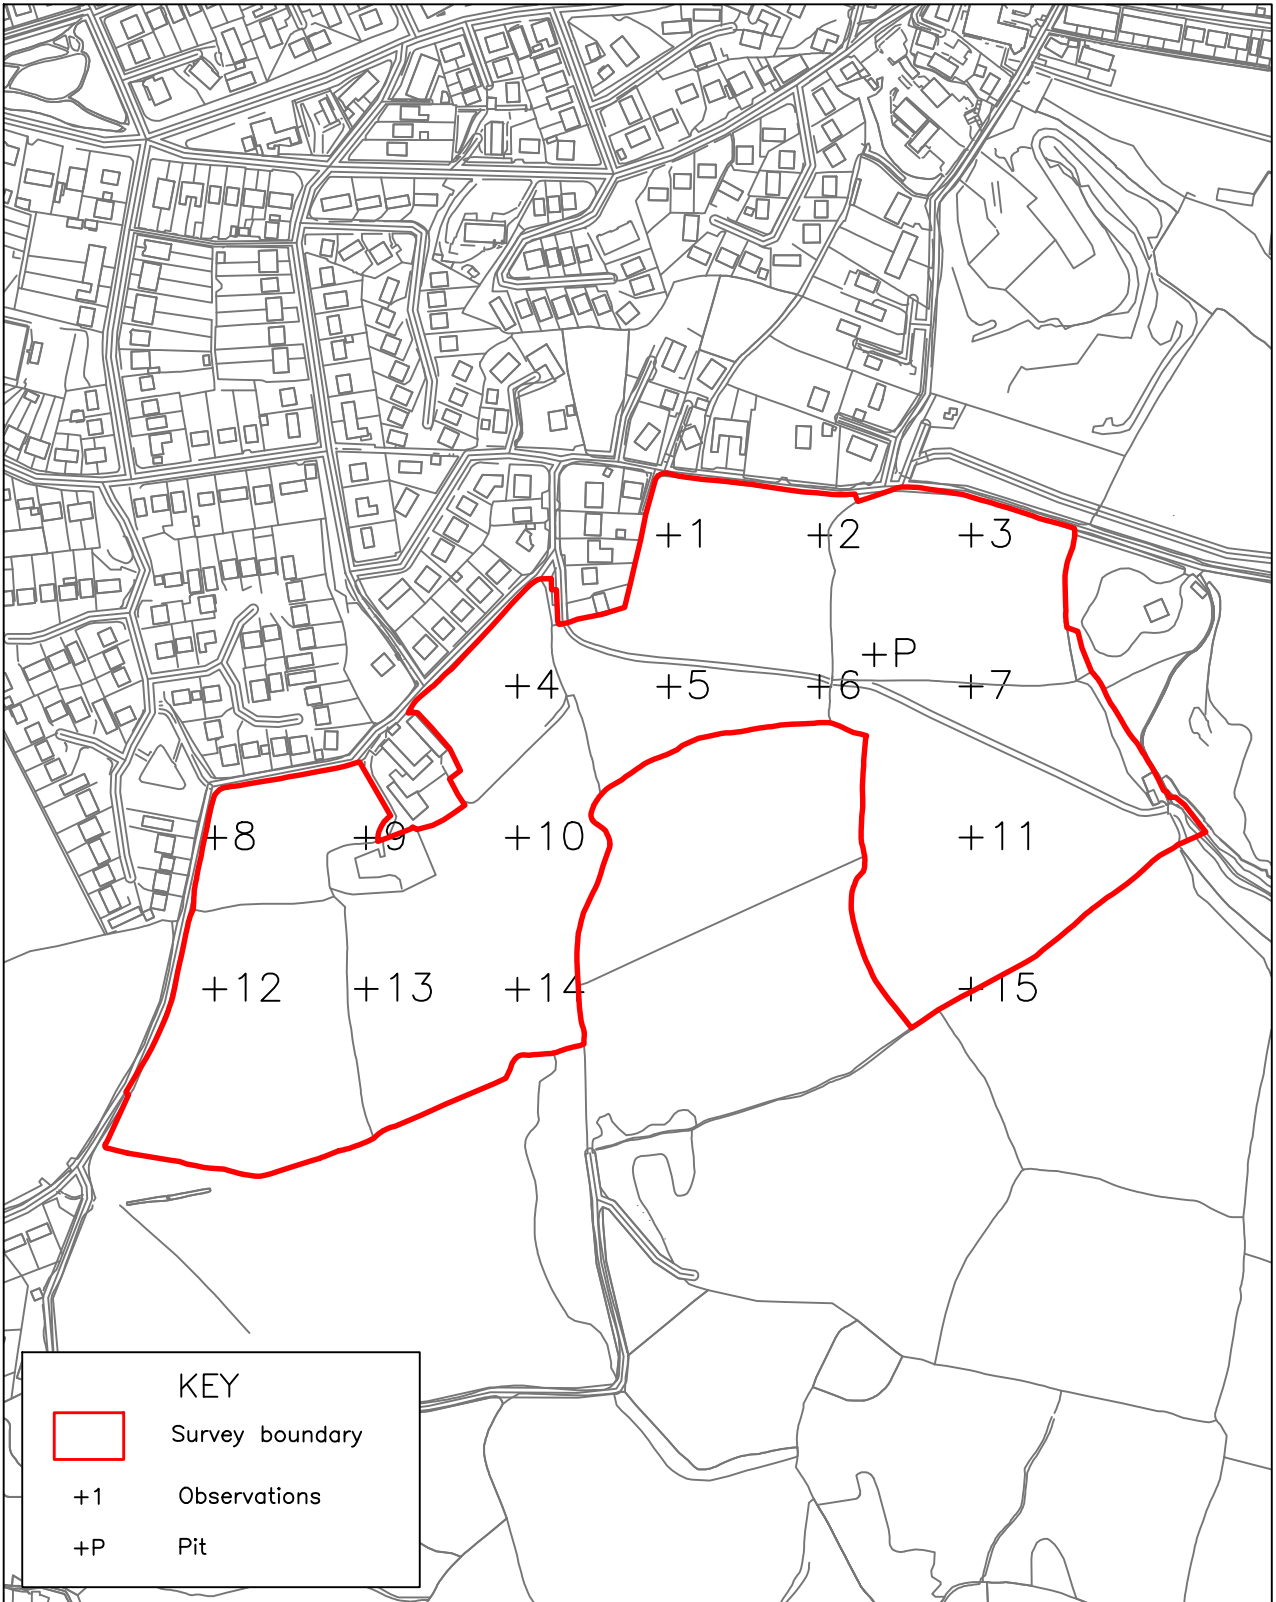 +1 +2 +3
+P
+4 +5 +6 +7
+8 +9 +10 +11
+12 +13 +14 +15
KEY
Survey boundary
+1 Observations
+P Pit